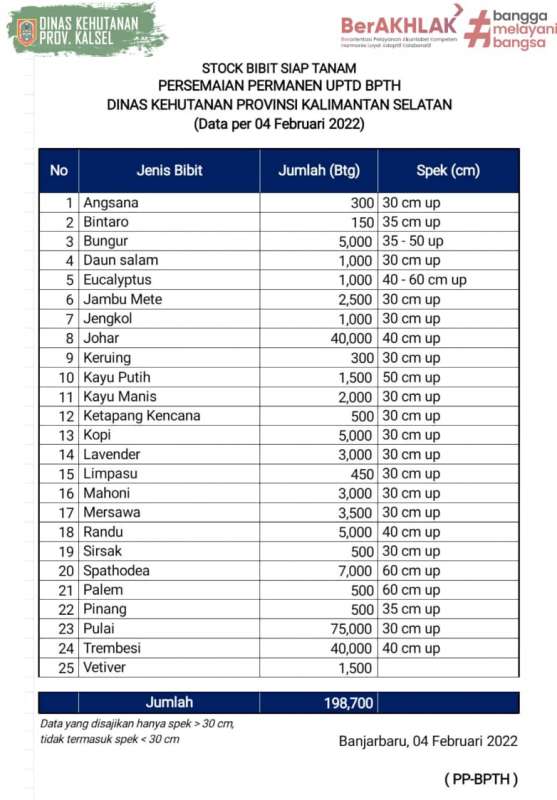 DINAS KEHUTANAN
PROV. KALSEL
BerAKHLAK
Berorientasi Pelayanan Akuntabel Kompeten
Harmonis Loyal Adaptif Kolaboratif
#bangga
melayani
bangsa
STOCK BIBIT SIAP TANAM
PERSEMAIAN PERMANEN UPTD BPTH
DINAS KEHUTANAN PROVINSI KALIMANTAN SELATAN
(Data per 04 Februari 2022)
No Jenis Bibit Jumlah (Btg) Spek (cm)
1 Angsana 300 30 cm up
2 Bintaro 150 35 cm up
3 Bungur 5,000 35 - 50 up
4 Daun salam 1,000 30 cm up
5 Eucalyptus 1,000 40 - 60 cm up
6 Jambu Mete 2,500 30 cm up
7 Jengkol 1,000 30 cm up
8 Johar 40,000 40 cm up
9 Keruing 300 30 cm up
10 Kayu Putih 1,500 50 cm up
11 Kayu Manis 2,000 30 cm up
12 Ketapang Kencana 500 30 cm up
13 Kopi 5,000 30 cm up
14 Lavender 3,000 30 cm up
15 Limpasu 450 30 cm up
16 Mahoni 3,000 30 cm up
17 Mersawa 3,500 30 cm up
18 Randu 5,000 40 cm up
19 Sirsak 500 30 cm up
20 Spathodea 7,000 60 cm up
21 Palem 500 60 cm up
22 Pinang 500 35 cm up
23 Pulai 75,000 30 cm up
24 Trembesi 40,000 40 cm up
25 Vetiver 1,500
Jumlah 198,700
Data yang disajikan hanya spek > 30 cm,
tidak termasuk spek < 30 cm
Banjarbaru, 04 Februari 2022
( PP-BPTH )